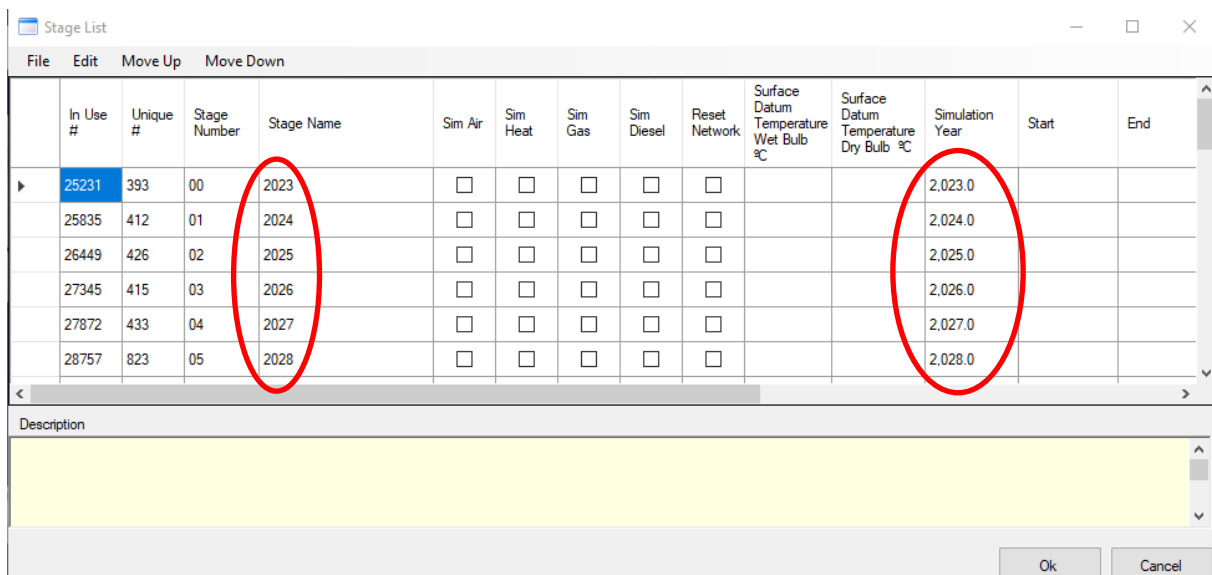 Stage List
File Edit Move Up Move Down
In Use # Unique # Stage Number Stage Name Sim Air Sim Heat Sim Gas Sim Diesel Reset Network Surface Datum Temperature Wet Bulb ºC Surface Datum Temperature Dry Bulb ºC Simulation Year Start End
25231 393 00 2023 2,023.0
25835 412 01 2024 2,024.0
26449 426 02 2025 2,025.0
27345 415 03 2026 2,026.0
27872 433 04 2027 2,027.0
28757 823 05 2028 2,028.0
Description
Ok Cancel